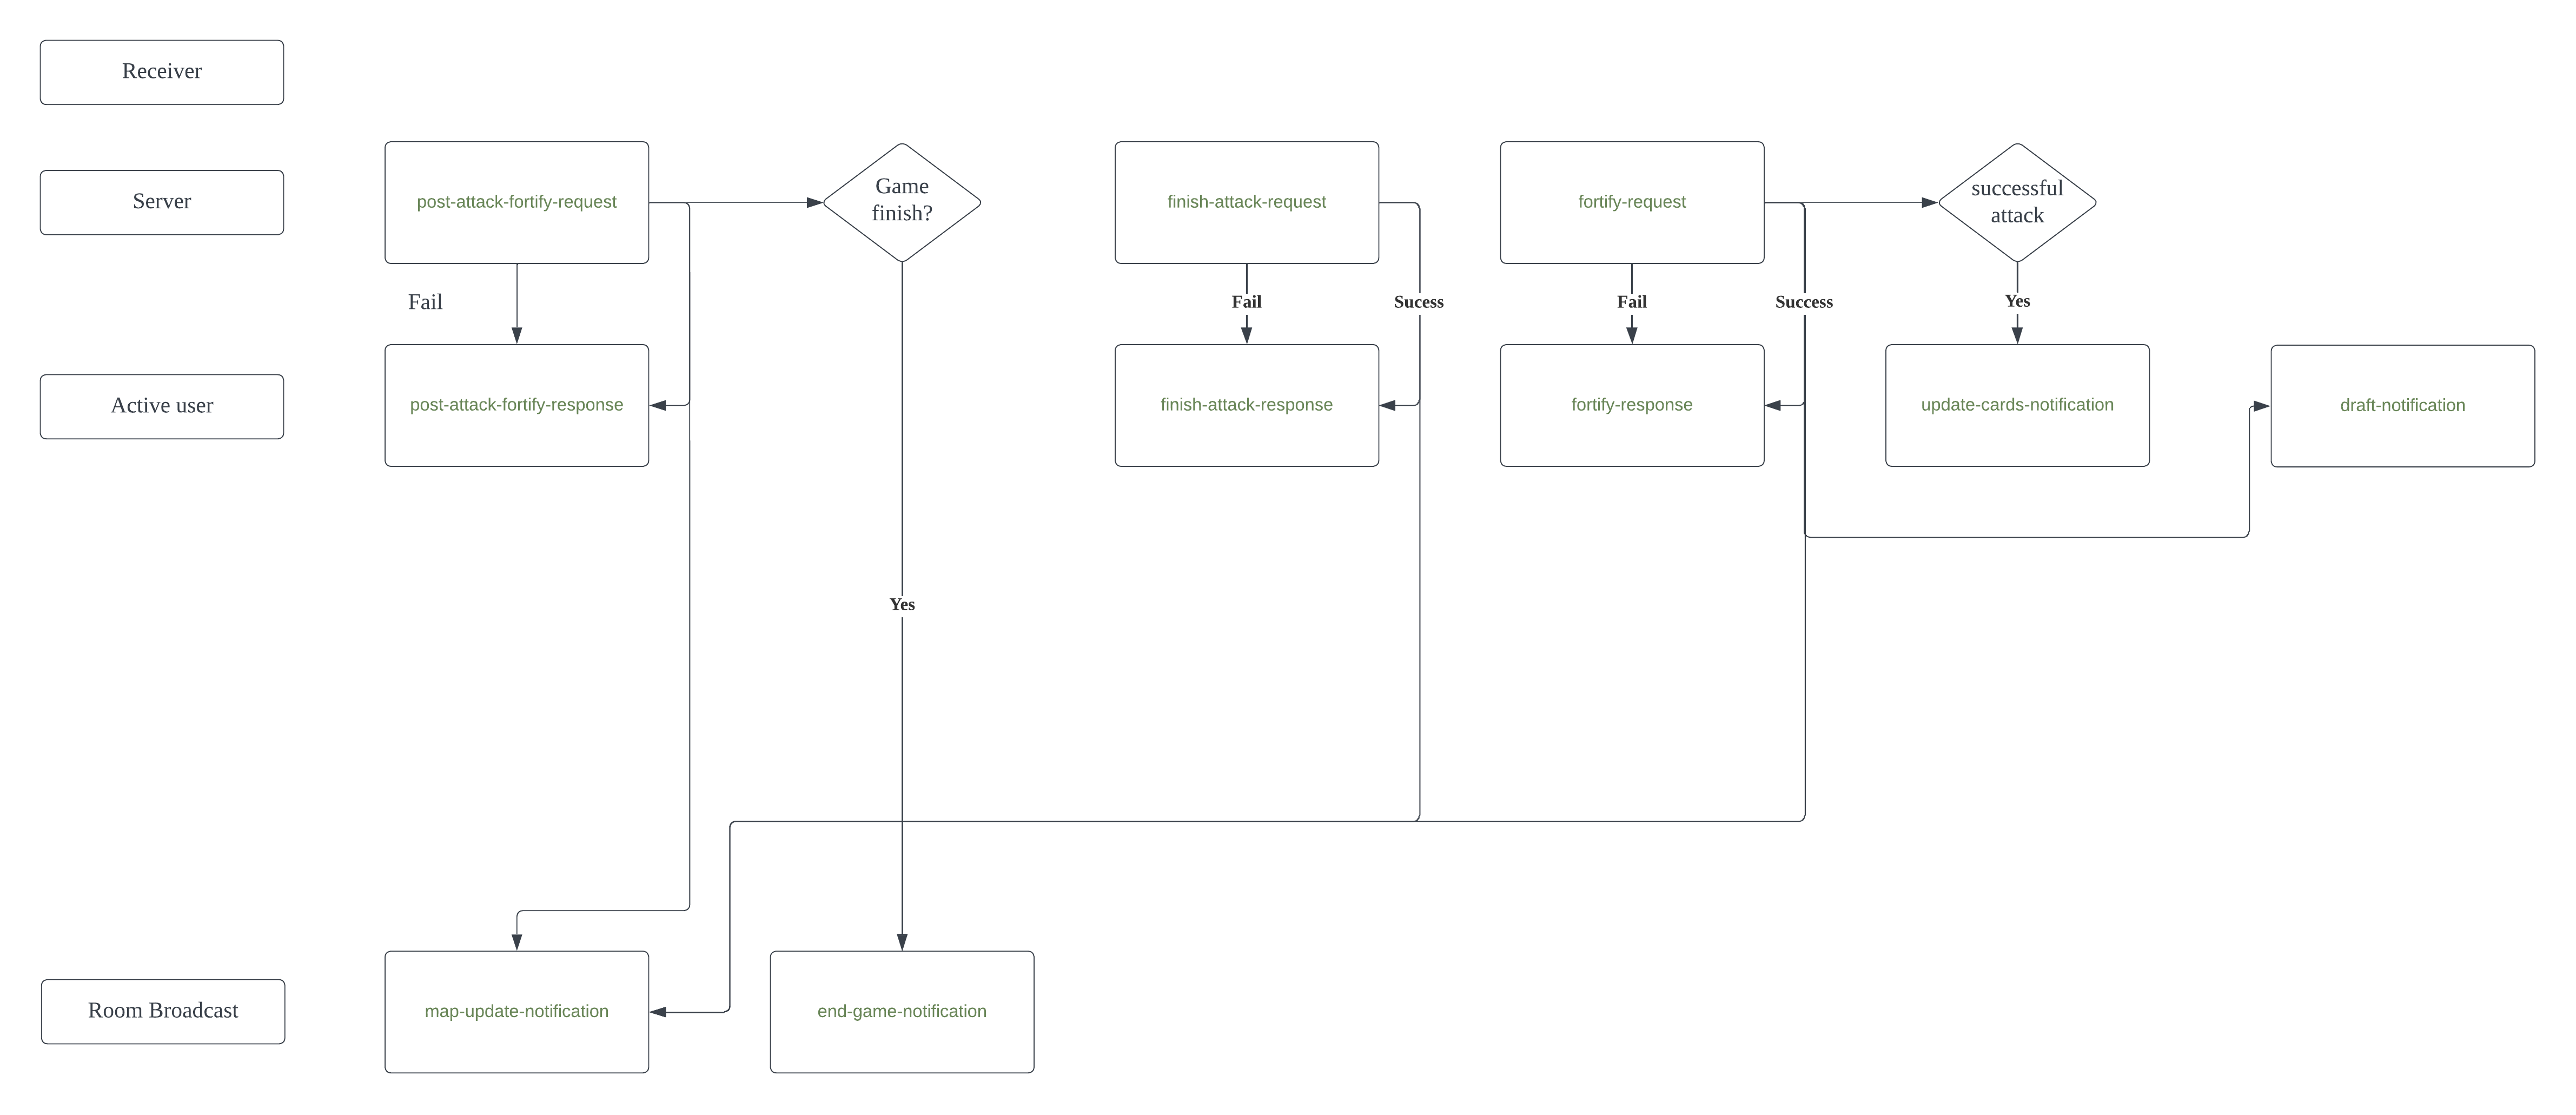 Receiver
Server
post-attack-fortify-request
Game
finish?
finish-attack-request
fortify-request
successful
attack
Fail
Fail
Sucess
Fail
Success
Yes
Active user
post-attack-fortify-response
finish-attack-response
fortify-response
update-cards-notification
draft-notification
Yes
Room Broadcast
map-update-notification
end-game-notification